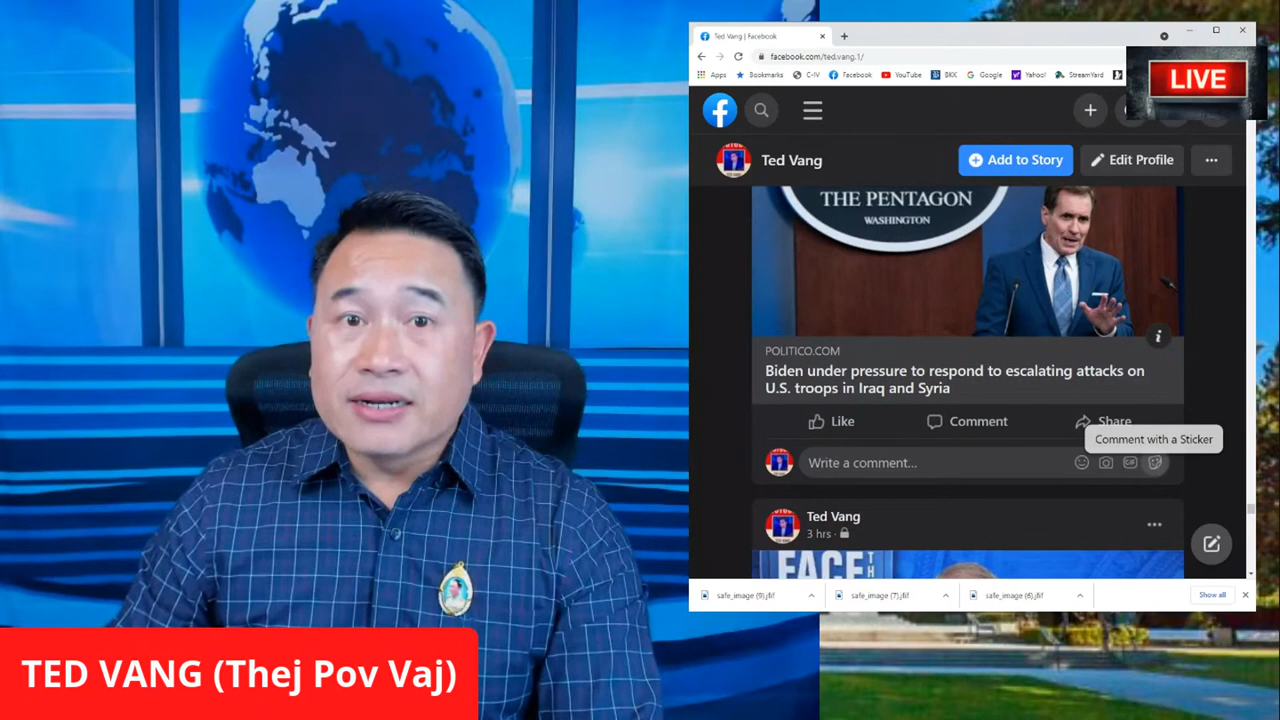 Ted Vang | Facebook
facebook.com/ted.vang.1/
Apps Bookmarks C-IV Facebook YouTube BKK Google Yahoo! StreamYard
LIVE
Ted Vang
Add to Story
Edit Profile
THE PENTAGON
WASHINGTON
POLITICO.COM
Biden under pressure to respond to escalating attacks on
U.S. troops in Iraq and Syria
Like Comment Share
Comment with a Sticker
Write a comment...
GIF
Ted Vang
3 hrs ·
FACE THE
safe_image (9).jfif safe_image (7).jfif safe_image (6).jfif Show all
TED VANG (Thej Pov Vaj)